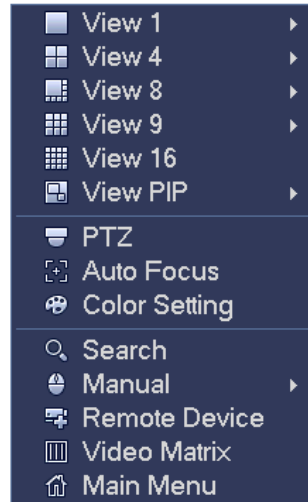 View 1
View 4
View 8
View 9
View 16
View PIP
PTZ
Auto Focus
Color Setting
Search
Manual
Remote Device
Video Matrix
Main Menu